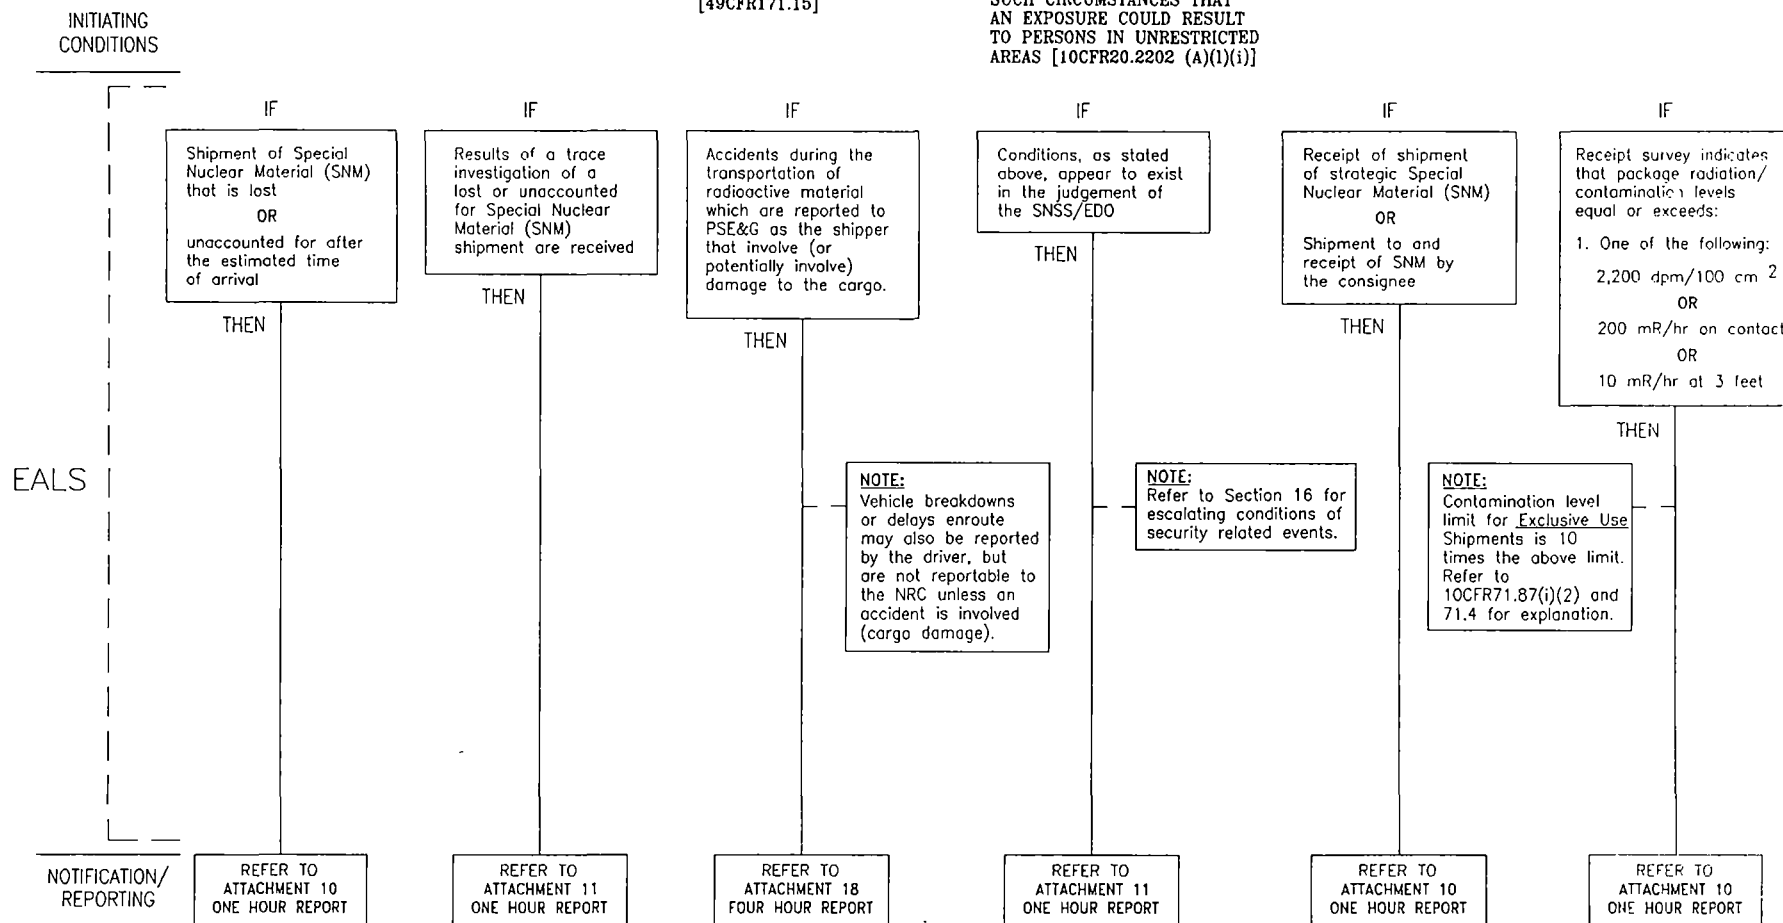 [49CFR171.15]
SUCH CIRCUMSTANCES THAT
AN EXPOSURE COULD RESULT
TO PERSONS IN UNRESTRICTED
AREAS [10CFR20.2202 (A)(1)(i)]
INITIATING
CONDITIONS
EALS
IF
Shipment of Special
Nuclear Material (SNM)
that is lost
OR
unaccounted for after
the estimated time
of arrival
THEN
IF
Results of a trace
investigation of a
lost or unaccounted
for Special Nuclear
Material (SNM)
shipment are received
THEN
IF
Accidents during the
transportation of
radioactive material
which are reported to
PSE&G as the shipper
that involve (or
potentially involve)
damage to the cargo.
THEN
NOTE:
Vehicle breakdowns
or delays enroute
may also be reported
by the driver, but
are not reportable to
the NRC unless an
accident is involved
(cargo damage).
IF
Conditions, as stated
above, appear to exist
in the judgement of
the SNSS/EDO
THEN
NOTE:
Refer to Section 16 for
escalating conditions of
security related events.
IF
Receipt of shipment
of strategic Special
Nuclear Material (SNM)
OR
Shipment to and
receipt of SNM by
the consignee
THEN
IF
Receipt survey indicates
that package radiation/
contamination levels
equal or exceeds:
1. One of the following:
2,200 dpm/100 cm 2
OR
200 mR/hr on contact
OR
10 mR/hr at 3 feet
THEN
NOTE:
Contamination level
limit for Exclusive Use
Shipments is 10
times the above limit.
Refer to
10CFR71.87(i)(2) and
71.4 for explanation.
NOTIFICATION/
REPORTING
REFER TO
ATTACHMENT 10
ONE HOUR REPORT
REFER TO
ATTACHMENT 11
ONE HOUR REPORT
REFER TO
ATTACHMENT 18
FOUR HOUR REPORT
REFER TO
ATTACHMENT 11
ONE HOUR REPORT
REFER TO
ATTACHMENT 10
ONE HOUR REPORT
REFER TO
ATTACHMENT 10
ONE HOUR REPORT